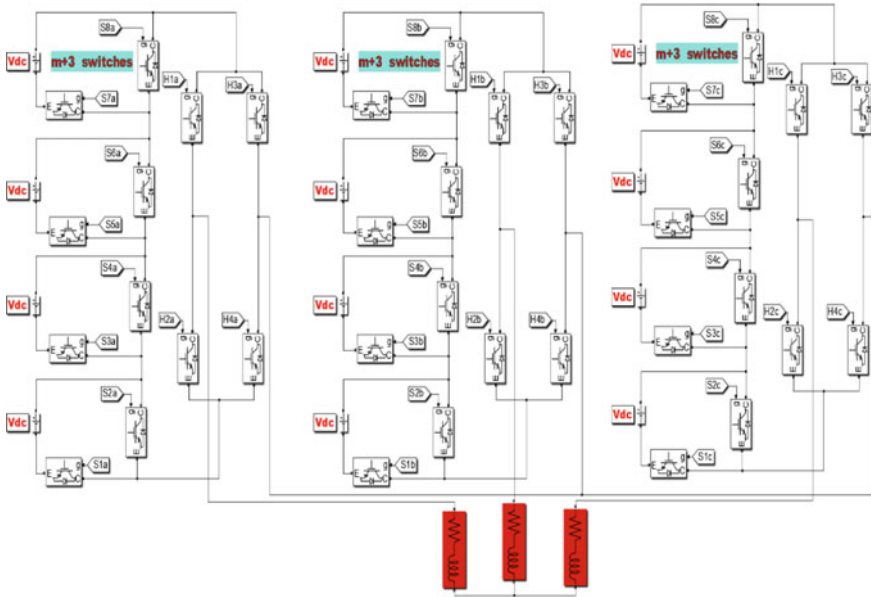 S8a
Vdc
m+3 switches
g C
E
H1a
H3a
g C
E
g C
E
E
g
C
S7a
S6a
g C
E
Vdc
E
g
C
S5a
S4a
g C
E
Vdc
E
g
C
S3a
H2a
H4a
g C
E
g C
E
S2a
g C
E
Vdc
E
g
C
S1a
S8b
Vdc
m+3 switches
g C
E
H1b
H3b
g C
E
g C
E
E
g
C
S7b
S6b
g C
E
Vdc
E
g
C
S5b
S4b
g C
E
Vdc
E
g
C
S3b
H2b
H4b
g C
E
g C
E
S2b
g C
E
Vdc
E
g
C
S1b
S8c
Vdc
m+3 switches
g C
E
H1c
H3c
g C
E
g C
E
E
g
C
S7c
S6c
g C
E
Vdc
E
g
C
S5c
S4c
g C
E
Vdc
E
g
C
S3c
H2c
H4c
g C
E
g C
E
S2c
g C
E
Vdc
E
g
C
S1c